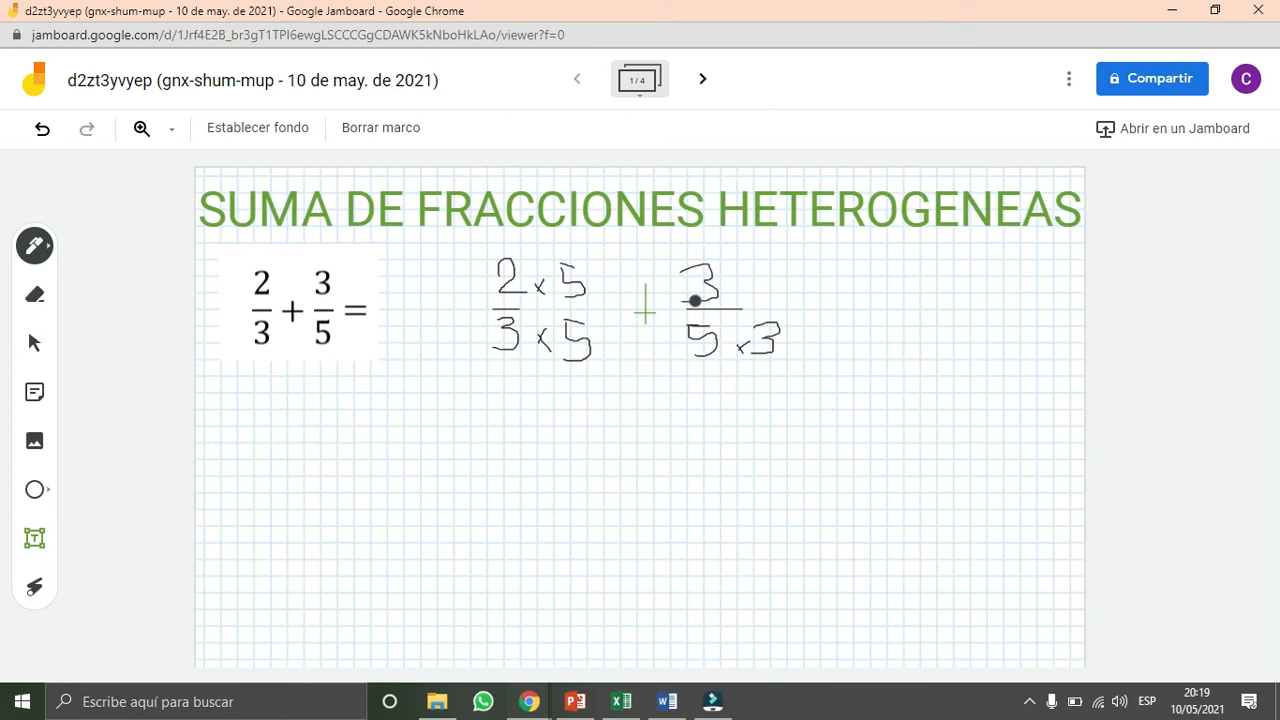 d2zt3yvyep (gnx-shum-mup - 10 de may. de 2021) - Google Jamboard - Google Chrome
jamboard.google.com/d/1Jrf4E2B_br3gT1TPI6ewgLSCCCGgCDAWK5kNboHkLAo/viewer?f=0
d2zt3yvyep (gnx-shum-mup - 10 de may. de 2021)
1 / 4
Compartir
C
Establecer fondo
Borrar marco
Abrir en un Jamboard
SUMA DE FRACCIONES HETEROGENEAS
2/3 + 3/5 =
2 x 5 / 3 x 5 + 3 / 5 x 3
Escribe aquí para buscar
ESP
20:19
10/05/2021